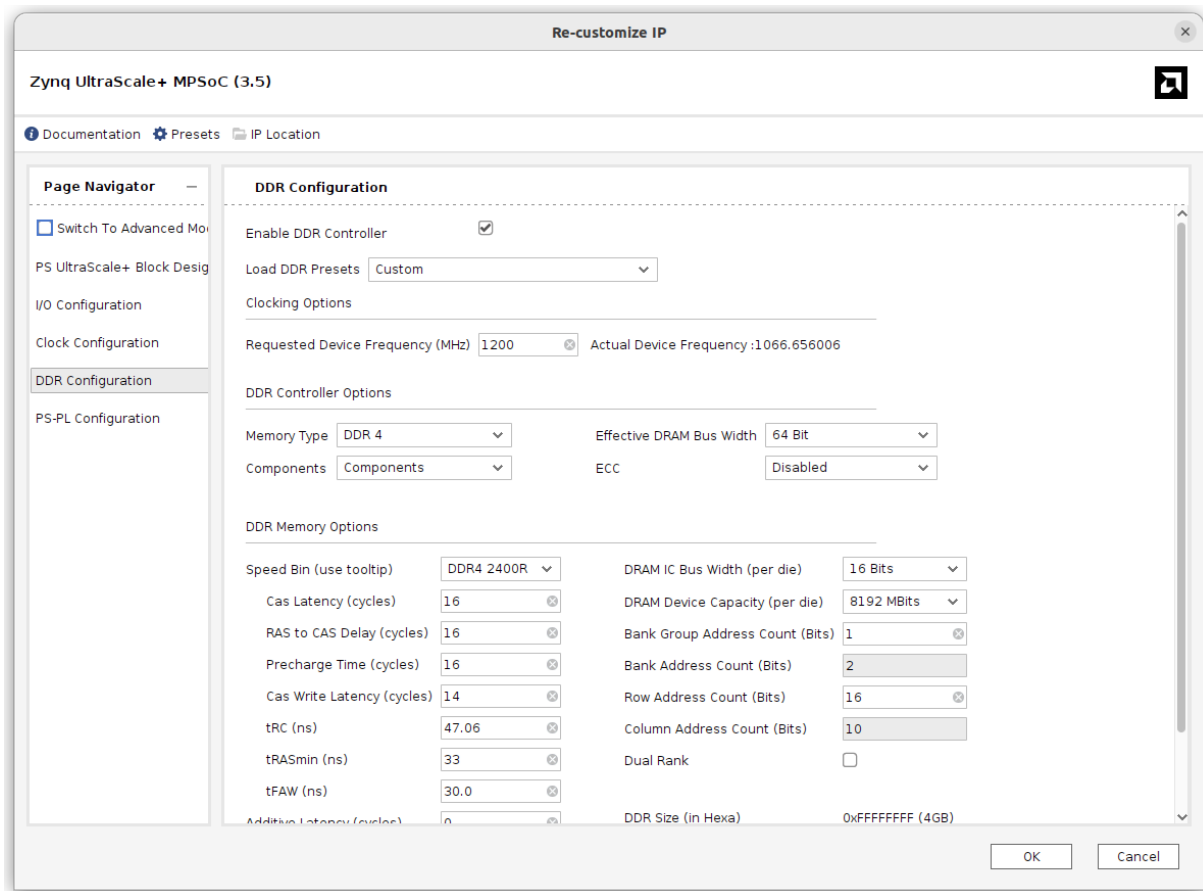 Re-customize IP
Zynq UltraScale+ MPSoC (3.5)
Documentation Presets IP Location
Page Navigator
Switch To Advanced Mo
PS UltraScale+ Block Desig
I/O Configuration
Clock Configuration
DDR Configuration
PS-PL Configuration
DDR Configuration
Enable DDR Controller
Load DDR Presets Custom
Clocking Options
Requested Device Frequency (MHz) 1200 Actual Device Frequency :1066.656006
DDR Controller Options
Memory Type DDR 4 Effective DRAM Bus Width 64 Bit
Components Components ECC Disabled
DDR Memory Options
Speed Bin (use tooltip) DDR4 2400R DRAM IC Bus Width (per die) 16 Bits
Cas Latency (cycles) 16 DRAM Device Capacity (per die) 8192 MBits
RAS to CAS Delay (cycles) 16 Bank Group Address Count (Bits) 1
Precharge Time (cycles) 16 Bank Address Count (Bits) 2
Cas Write Latency (cycles) 14 Row Address Count (Bits) 16
tRC (ns) 47.06 Column Address Count (Bits) 10
tRASmin (ns) 33 Dual Rank
tFAW (ns) 30.0
Additive Latency (cycles) 0 DDR Size (in Hexa) 0xFFFFFFFF (4GB)
OK Cancel